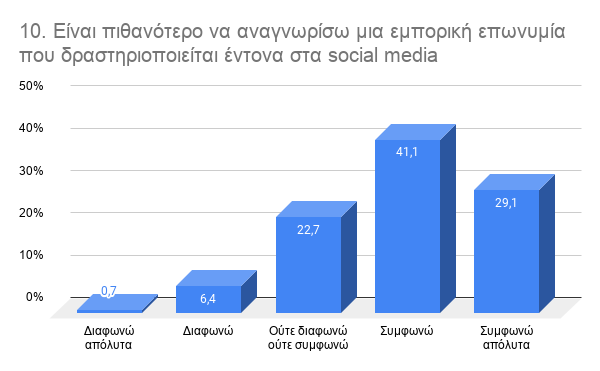 10. Είναι πιθανότερο να αναγνωρίσω μια εμπορική επωνυμία
που δραστηριοποιείται έντονα στα social media
50%
40%
30%
20%
10%
0%
0,7
6,4
22,7
41,1
29,1
Διαφωνώ
απόλυτα
Διαφωνώ
Ούτε διαφωνώ
ούτε συμφωνώ
Συμφωνώ
Συμφωνώ
απόλυτα